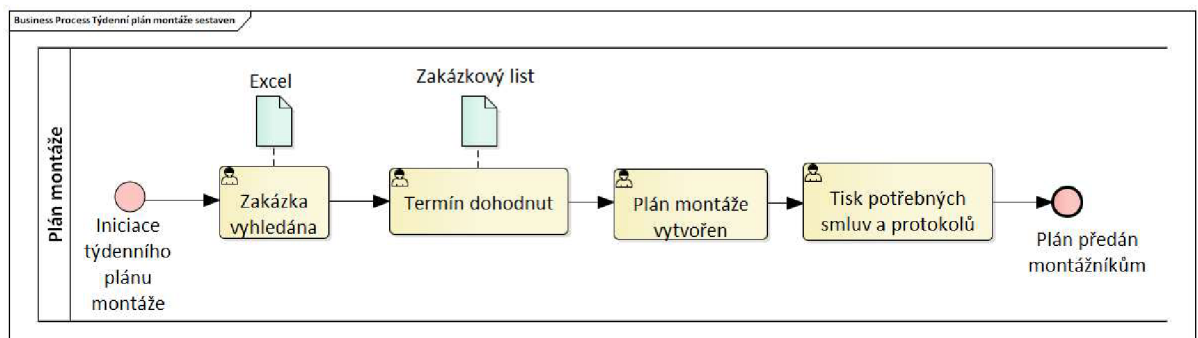 Business Process Týdenní plán montáže sestaven
Plán montáže
Excel
Zakázkový list
Zakázka
vyhledána
Termín dohodnut
Plán montáže
vytvořen
Tisk potřebných
smluv a protokolů
Iniciace
týdenního
plánu
montáže
Plán předán
montážníkům